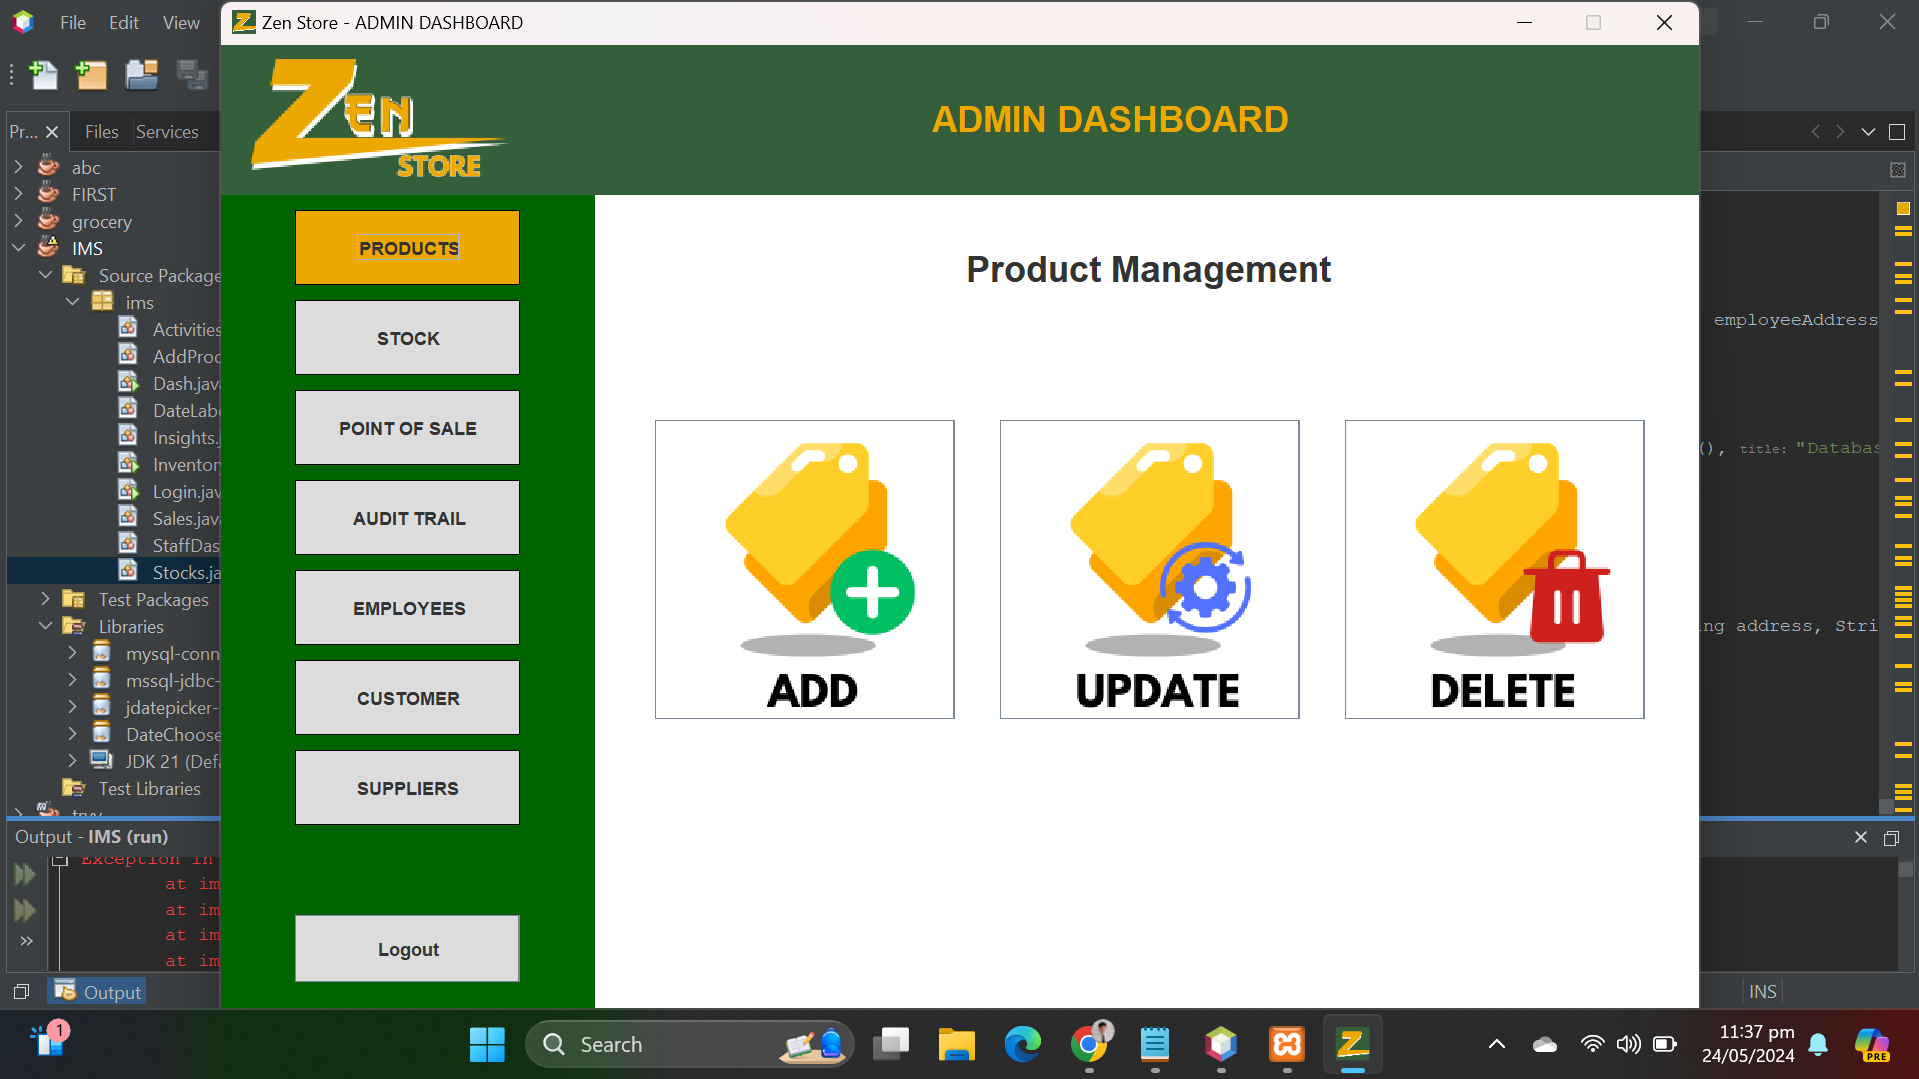 File Edit View
Zen Store - ADMIN DASHBOARD
ZEN
STORE
ADMIN DASHBOARD
Pr...
Files
Services
abc
FIRST
grocery
IMS
Source Package
ims
Activities
AddProd
Dash.jav
DateLabe
Insights.j
Inventor
Login.jav
Sales.java
StaffDas
Stocks.ja
Test Packages
Libraries
mysql-conn
mssql-jdbc-
jdatepicker-
DateChoose
JDK 21 (Defa
Test Libraries
PRODUCTS
STOCK
POINT OF SALE
AUDIT TRAIL
EMPLOYEES
CUSTOMER
SUPPLIERS
Logout
Product Management
ADD
UPDATE
DELETE
employeeAddress
(), title: "Databas
ng address, Stri
Output - IMS (run)
Exception in
at im
at im
at im
at im
Output
INS
1
Search
11:37 pm
24/05/2024
PRE